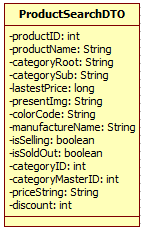 ProductSearchDTO
-productID: int
-productName: String
-categoryRoot: String
-categorySub: String
-lastestPrice: long
-presentImg: String
-colorCode: String
-manufactureName: String
-isSelling: boolean
-isSoldOut: boolean
-categoryID: int
-categoryMasterID: int
-priceString: String
-discount: int